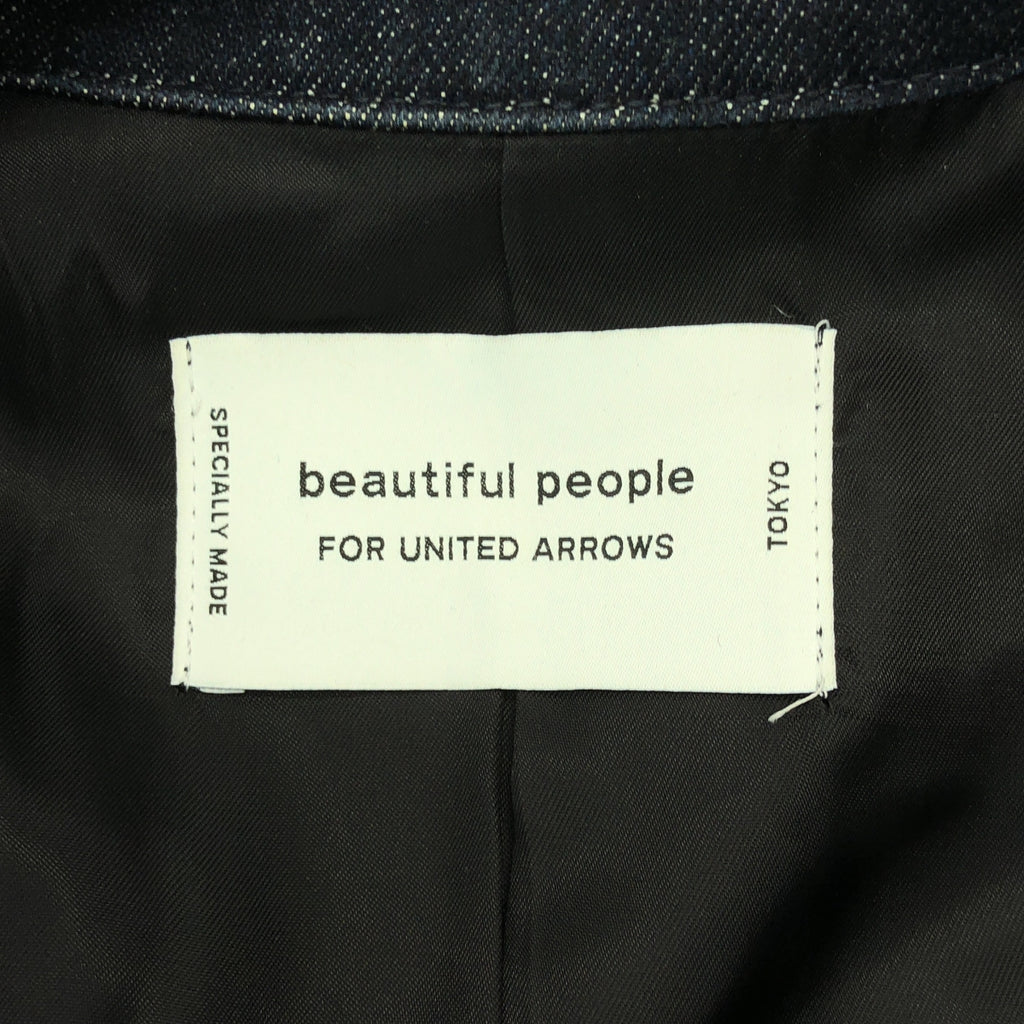 SPECIALLY MADE
beautiful people
FOR UNITED ARROWS
TOKYO